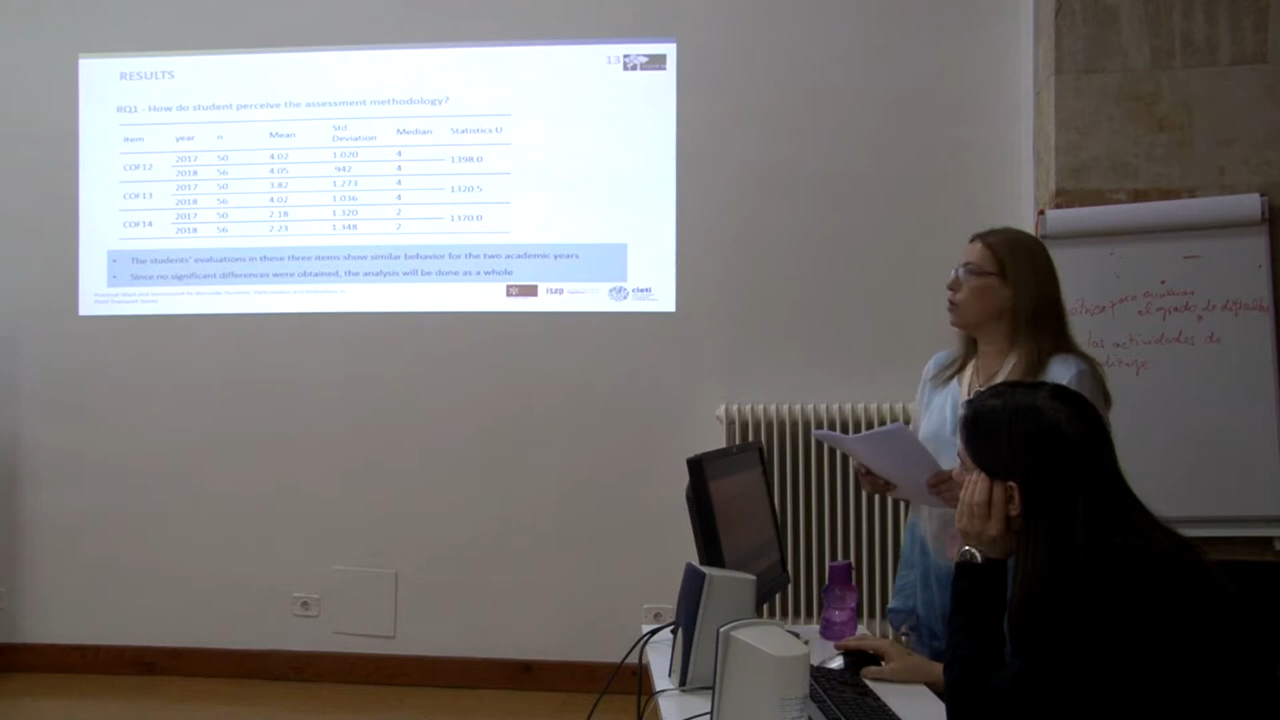 13
RESULTS
RQ1 - How do student perceive the assessment methodology?
Item year n Mean Std. Deviation Median Statistics U
COF12 2017 50 4.02 1.020 4 1398.0
2018 56 4.05 942 4
COF13 2017 50 3.82 1.273 4 1320.5
2018 56 4.02 1.036 4
COF14 2017 50 2.18 1.320 2 1370.0
2018 56 2.23 1.348 2
• The students' evaluations in these three items show similar behavior for the two academic years
• Since no significant differences were obtained, the analysis will be done as a whole
isep
cieti
para
el grado de
las actividades de